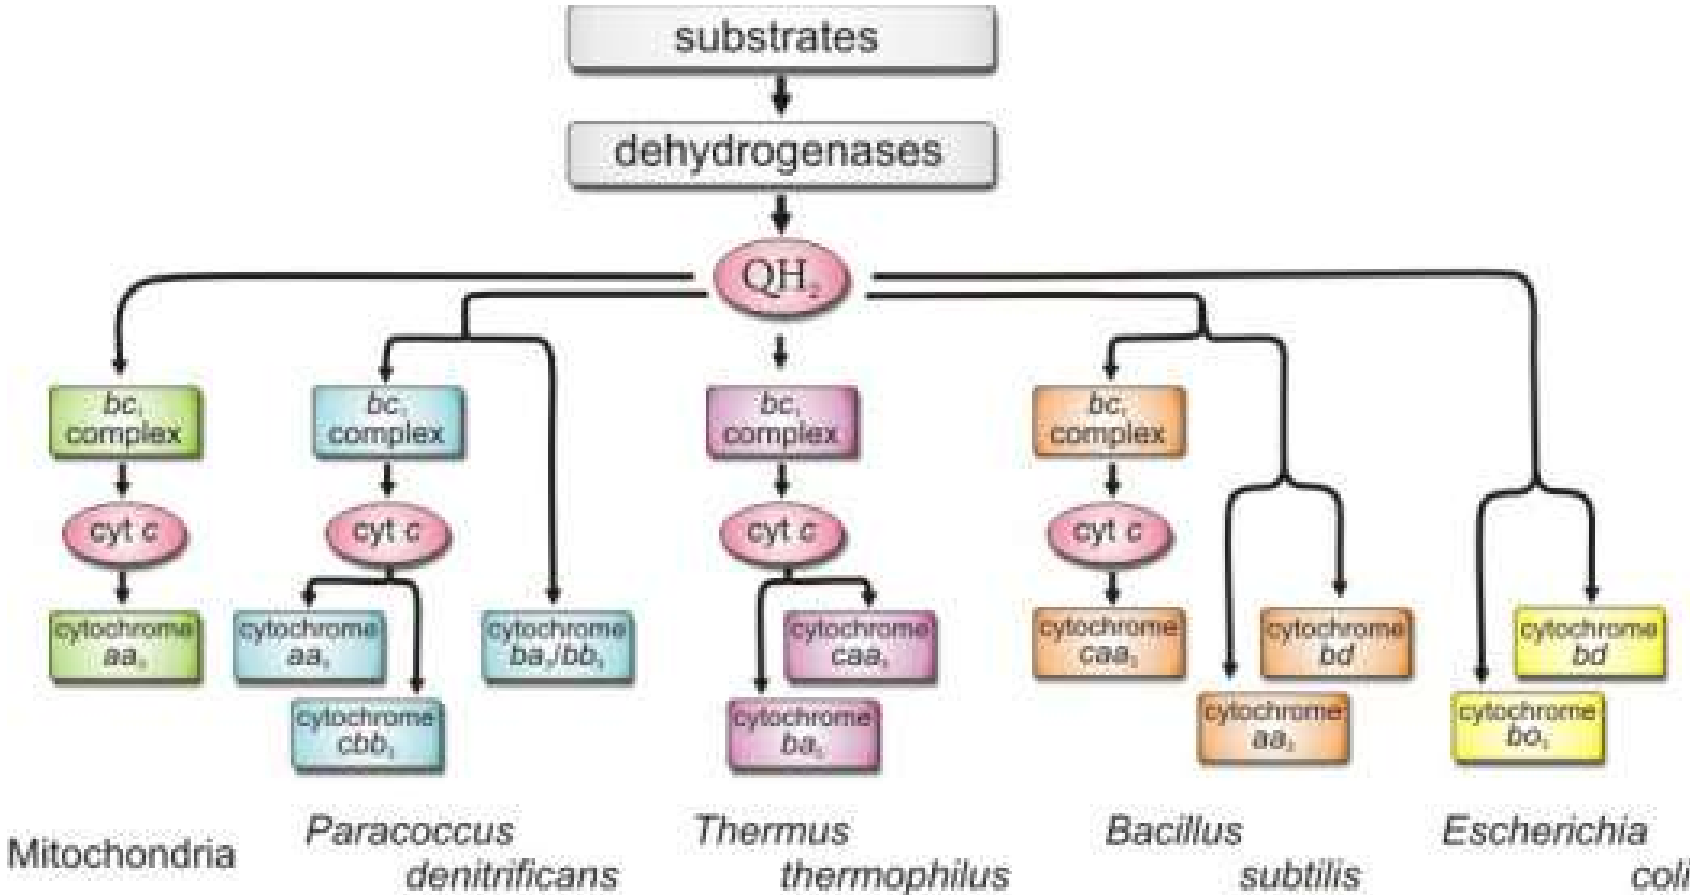 substrates
dehydrogenases
QH₂
bc₁
complex
bc₁
complex
bc₁
complex
bc₁
complex
cyt c
cyt c
cyt c
cyt c
cytochrome
aa₃
cytochrome
aa₃
cytochrome
ba₃/bb₃
cytochrome
caa₃
cytochrome
caa₃
cytochrome
bd
cytochrome
bd
cytochrome
cbb₃
cytochrome
ba₃
cytochrome
aa₃
cytochrome
bo₃
Mitochondria
Paracoccus
denitrificans
Thermus
thermophilus
Bacillus
subtilis
Escherichia
coli